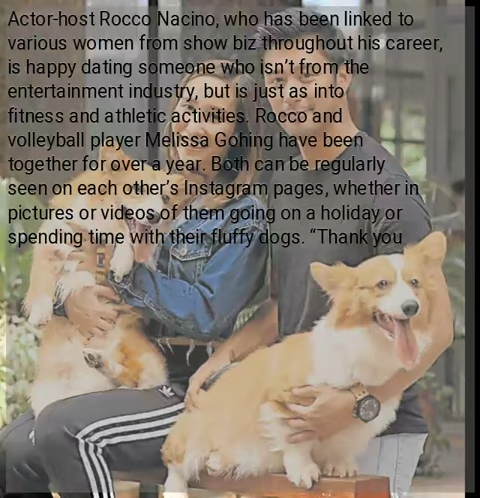 Actor-host Rocco Nacino, who has been linked to
various women from show biz throughout his career,
is happy dating someone who isn't from the
entertainment industry, but is just as into
fitness and athletic activities. Rocco and
volleyball player Melissa Gohing have been
together for over a year. Both can be regularly
seen on each other's Instagram pages, whether in
pictures or videos of them going on a holiday or
spending time with their fluffy dogs. “Thank you